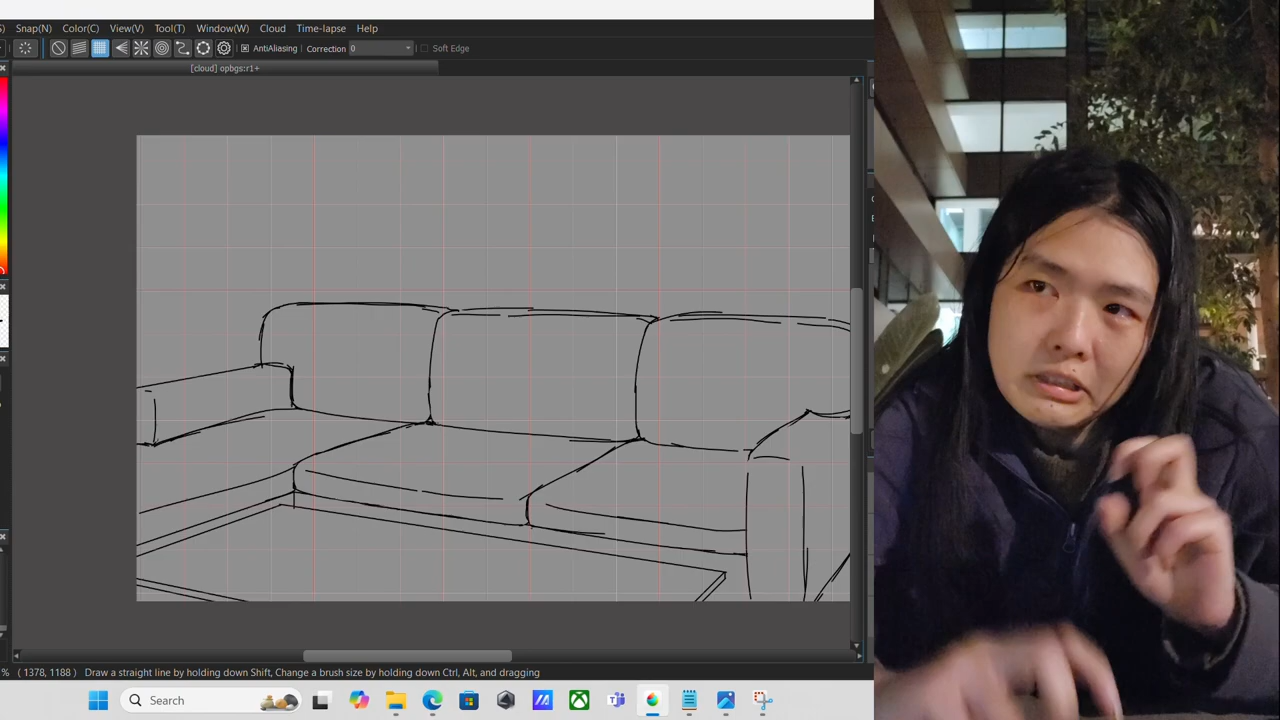 Snap(N) Color(C) View(V) Tool(T) Window(W) Cloud Time-lapse Help
AntiAliasing Correction 0 Soft Edge
[cloud] opbgs:r1+
% ( 1378, 1188 ) Draw a straight line by holding down Shift, Change a brush size by holding down Ctrl, Alt, and dragging
Search